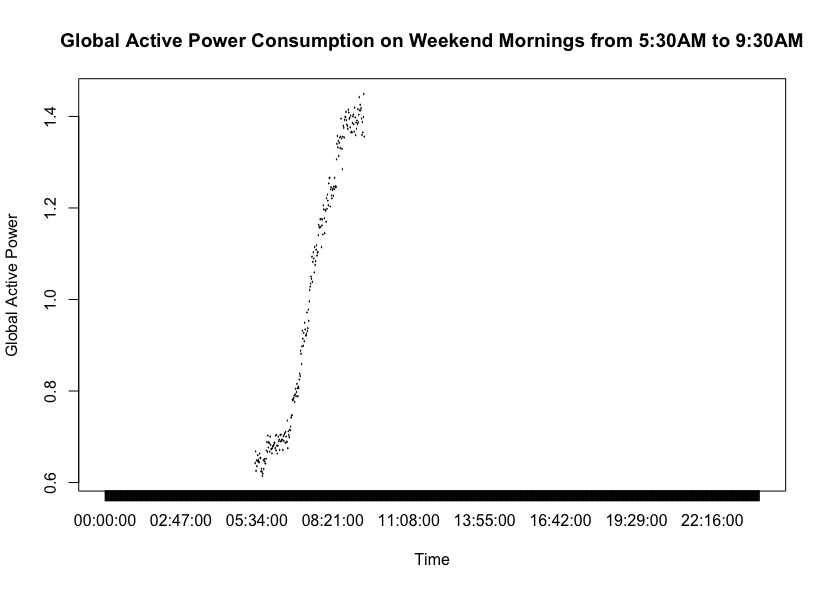 Global Active Power Consumption on Weekend Mornings from 5:30AM to 9:30AM
1.4
1.2
1.0
0.8
0.6
Global Active Power
00:00:00 02:47:00 05:34:00 08:21:00 11:08:00 13:55:00 16:42:00 19:29:00 22:16:00
Time